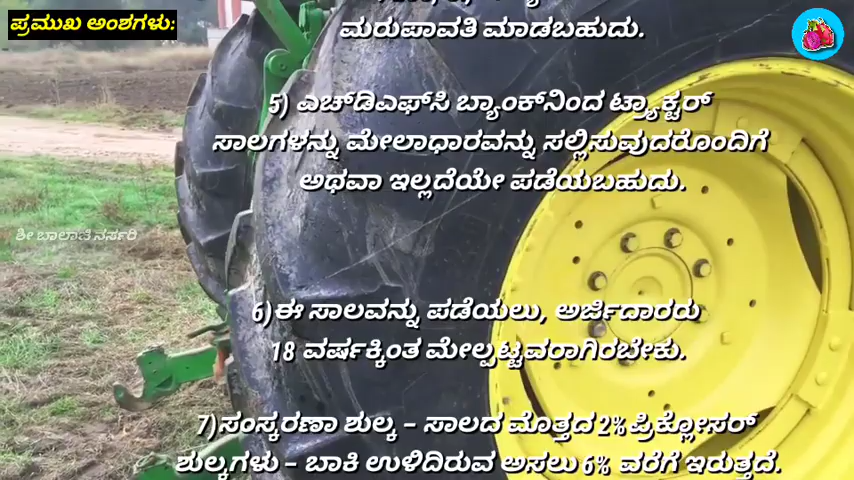 ಪ್ರಮುಖ ಅಂಶಗಳು:
ಮರುಪಾವತಿ ಮಾಡಬಹುದು.
5) ಎಚ್‌ಡಿಎಫ್‌ಸಿ ಬ್ಯಾಂಕ್‌ನಿಂದ ಟ್ರ್ಯಾಕ್ಟರ್
ಸಾಲಗಳನ್ನು ಮೇಲಾಧಾರವನ್ನು ಸಲ್ಲಿಸುವುದರೊಂದಿಗೆ
ಅಥವಾ ಇಲ್ಲದೆಯೇ ಪಡೆಯಬಹುದು.
ಶ್ರೀ ಬಾಲಾಜಿ ನರ್ಸರಿ
6)ಈ ಸಾಲವನ್ನು ಪಡೆಯಲು, ಅರ್ಜಿದಾರರು
18 ವರ್ಷಕ್ಕಿಂತ ಮೇಲ್ಪಟ್ಟವರಾಗಿರಬೇಕು.
7)ಸಂಸ್ಕರಣಾ ಶುಲ್ಕ – ಸಾಲದ ಮೊತ್ತದ 2%ಪ್ರಿಕ್ಲೋಸರ್
ಶುಲ್ಕಗಳು – ಬಾಕಿ ಉಳಿದಿರುವ ಅಸಲು 6% ವರೆಗೆ ಇರುತ್ತದೆ.